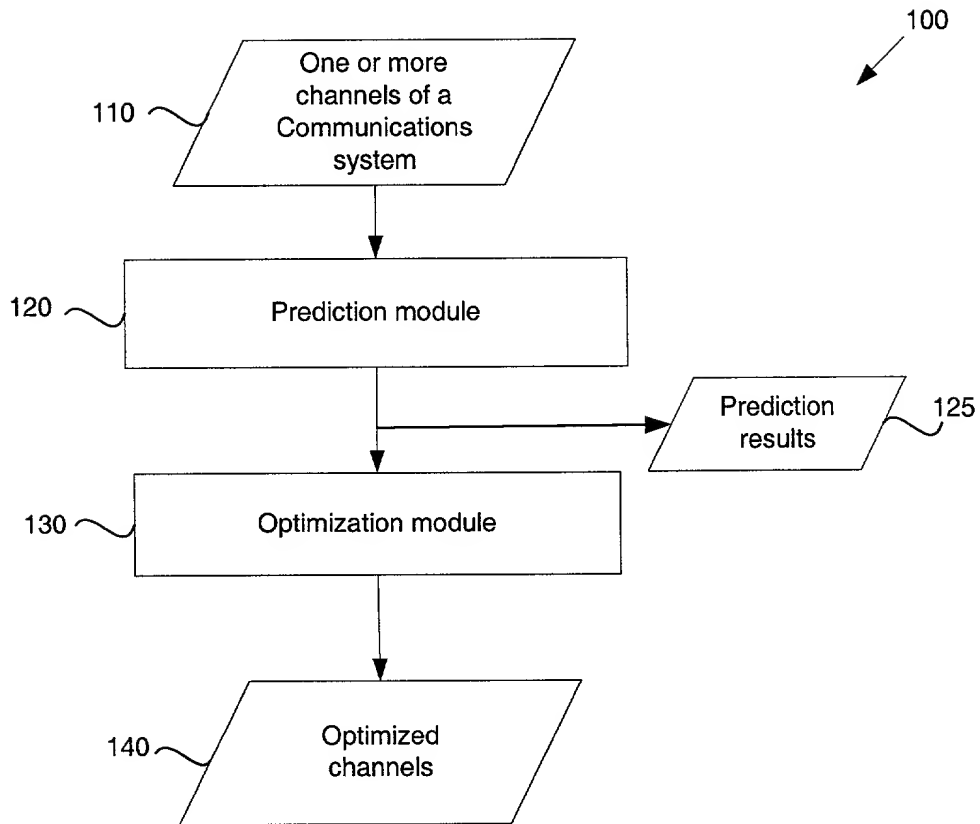 100
One or more
channels of a
Communications
system
110
Prediction module
120
Prediction
results
125
Optimization module
130
Optimized
channels
140